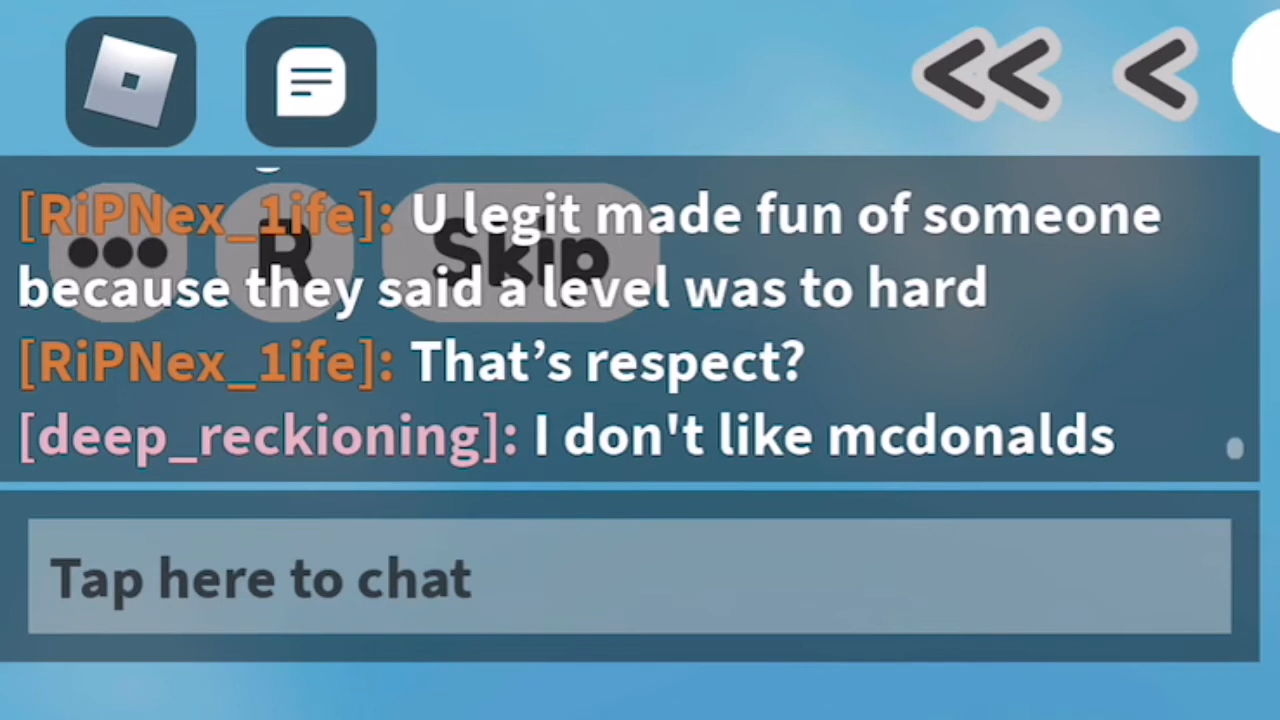 [RiPNex_1ife]: U legit made fun of someone
because they said a level was to hard
[RiPNex_1ife]: That’s respect?
[deep_reckioning]: I don't like mcdonalds
R
Skip
Tap here to chat